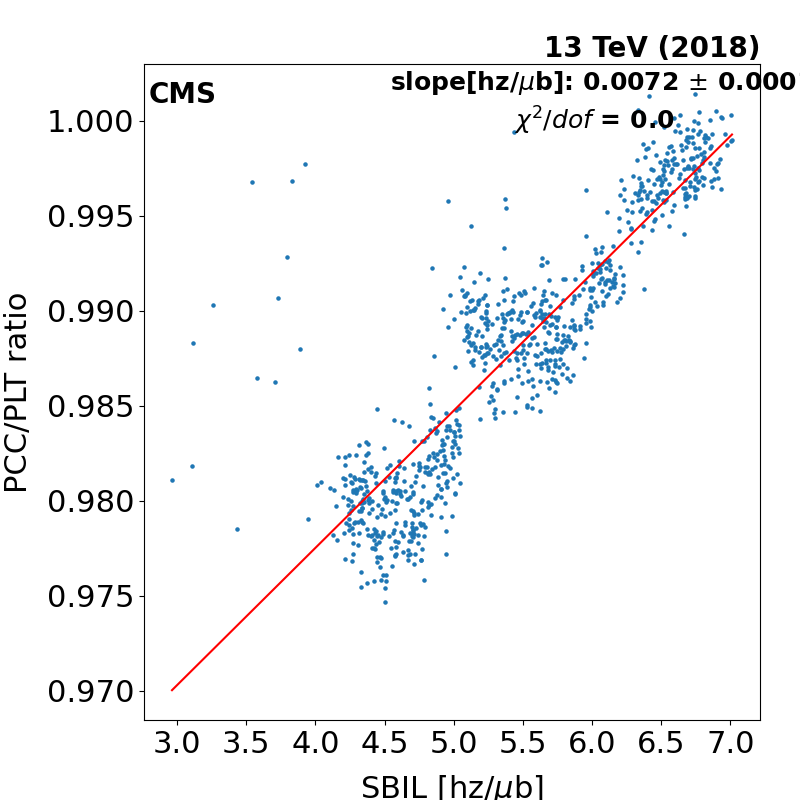 13 TeV (2018)
CMS
slope[hz/μb]: 0.0072 ± 0.000
χ²/dof = 0.0
1.000
0.995
0.990
0.985
0.980
0.975
0.970
PCC/PLT ratio
3.0 3.5 4.0 4.5 5.0 5.5 6.0 6.5 7.0
SBIL [hz/μb]